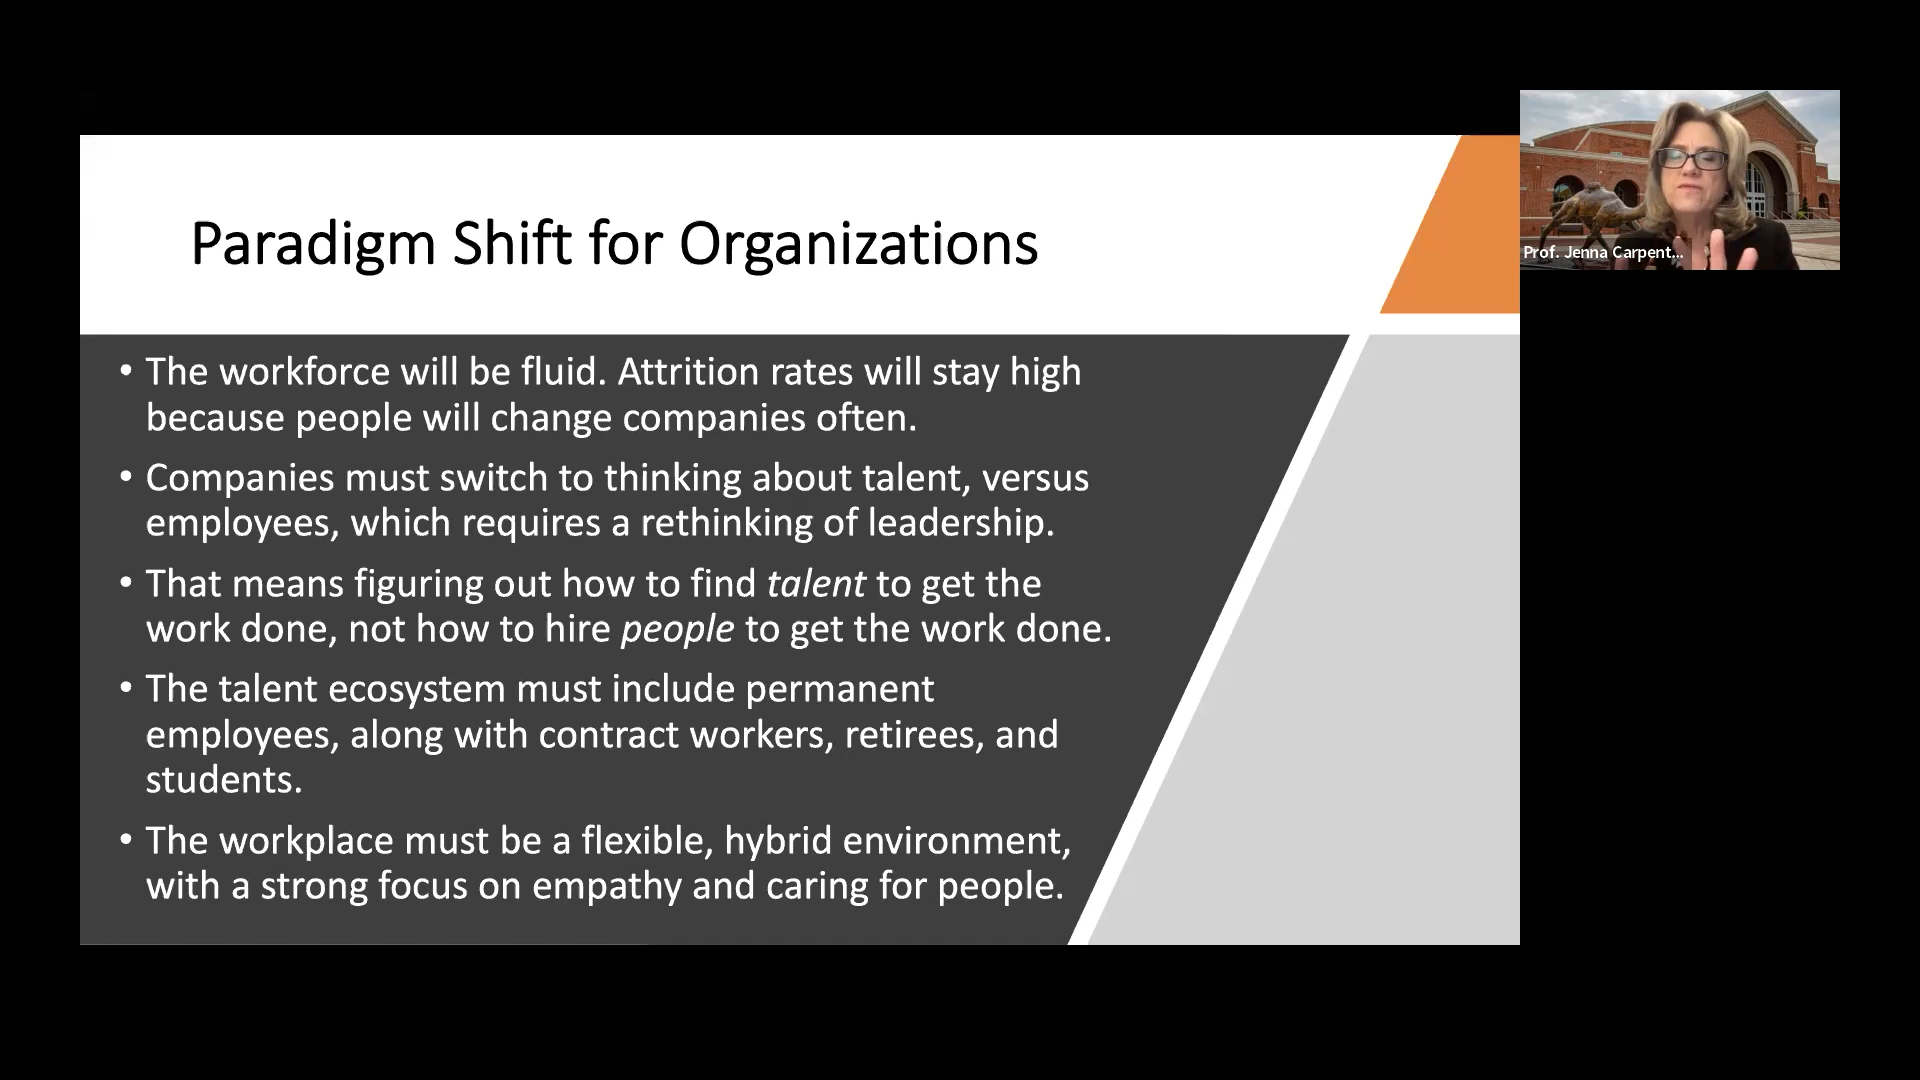 Paradigm Shift for Organizations
• The workforce will be fluid. Attrition rates will stay high
because people will change companies often.
• Companies must switch to thinking about talent, versus
employees, which requires a rethinking of leadership.
• That means figuring out how to find talent to get the
work done, not how to hire people to get the work done.
• The talent ecosystem must include permanent
employees, along with contract workers, retirees, and
students.
• The workplace must be a flexible, hybrid environment,
with a strong focus on empathy and caring for people.
Prof. Jenna Carpent...